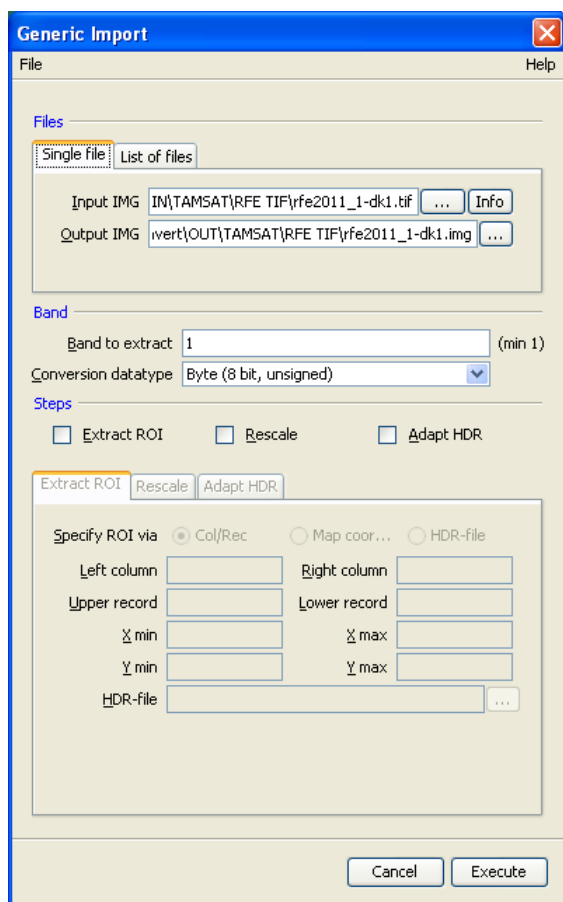 Generic Import
File Help
Files
Single file List of files
Input IMG IN\TAMSAT\RFE TIF\rfe2011_1-dk1.tif ... Info
Output IMG vert\OUT\TAMSAT\RFE TIF\rfe2011_1-dk1.img ...
Band
Band to extract 1 (min 1)
Conversion datatype Byte (8 bit, unsigned)
Steps
Extract ROI Rescale Adapt HDR
Extract ROI Rescale Adapt HDR
Specify ROI via Col/Rec Map coor... HDR-file
Left column Right column
Upper record Lower record
X min X max
Y min Y max
HDR-file ...
Cancel Execute